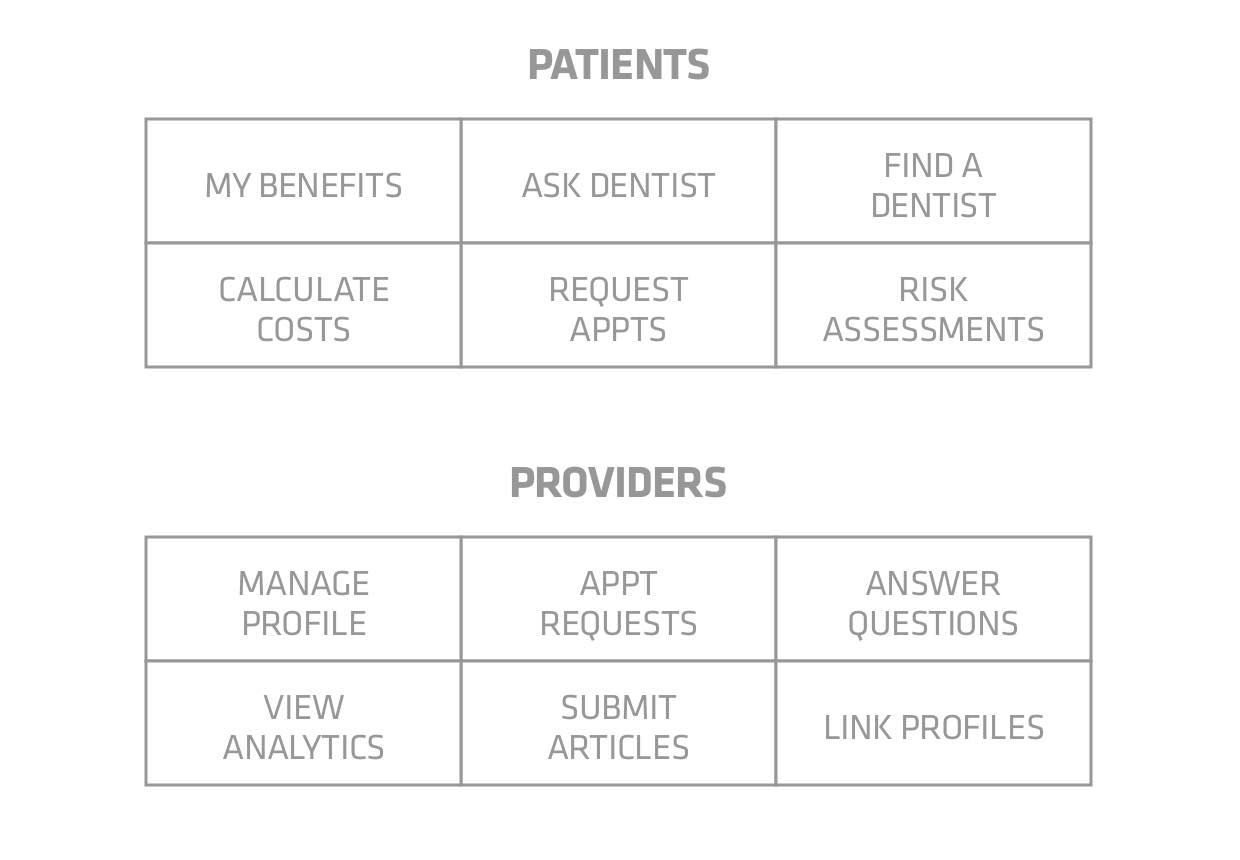 PATIENTS
MY BENEFITS
ASK DENTIST
FIND A
DENTIST
CALCULATE
COSTS
REQUEST
APPTS
RISK
ASSESSMENTS
PROVIDERS
MANAGE
PROFILE
APPT
REQUESTS
ANSWER
QUESTIONS
VIEW
ANALYTICS
SUBMIT
ARTICLES
LINK PROFILES